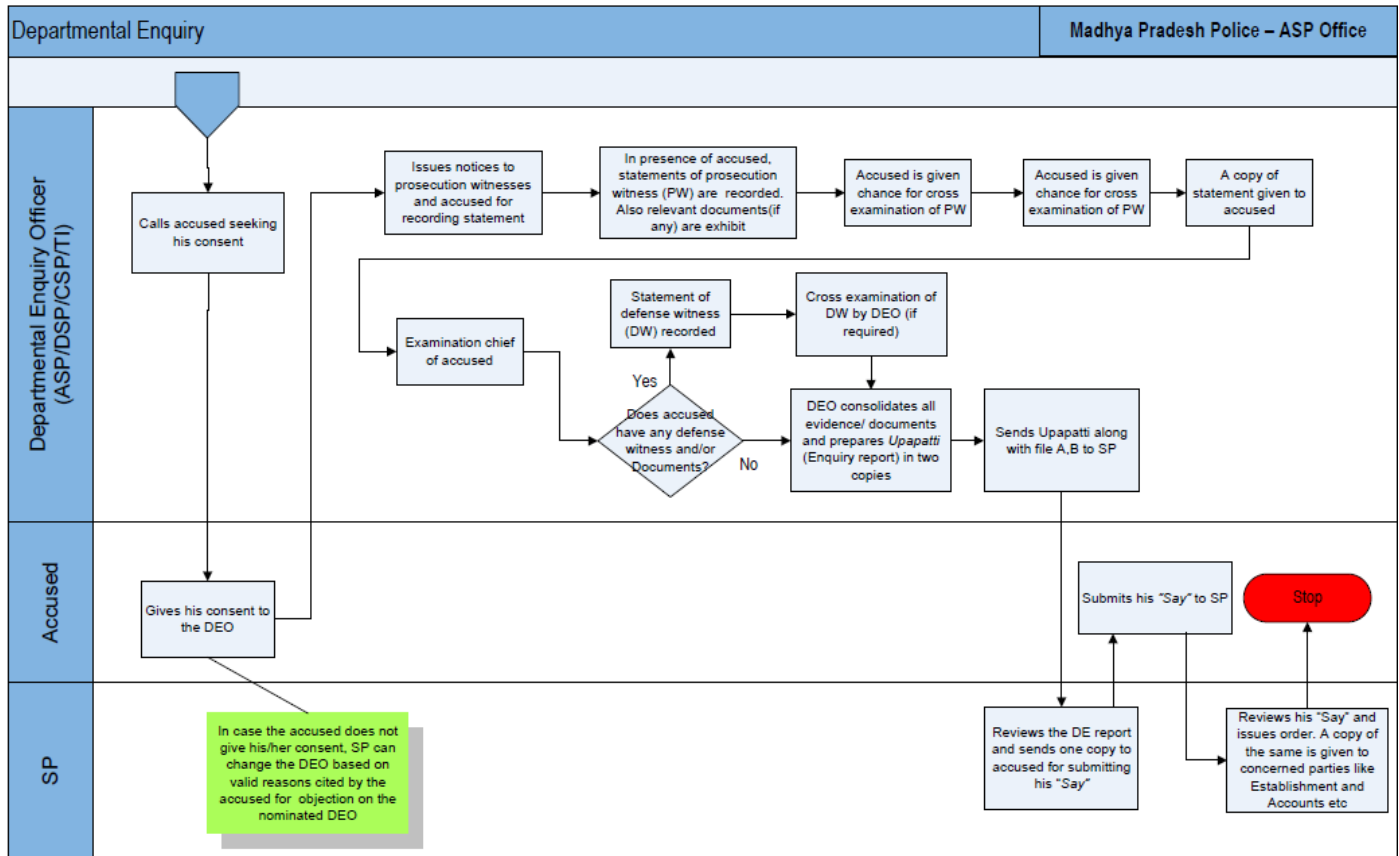 Departmental Enquiry
Madhya Pradesh Police – ASP Office
Departmental Enquiry Officer
(ASP/DSP/CSP/TI)
Calls accused seeking
his consent
Issues notices to
prosecution witnesses
and accused for
recording statement
In presence of accused,
statements of prosecution
witness (PW) are recorded.
Also relevant documents(if
any) are exhibit
Accused is given
chance for cross
examination of PW
Accused is given
chance for cross
examination of PW
A copy of
statement given to
accused
Examination chief
of accused
Statement of
defense witness
(DW) recorded
Cross examination of
DW by DEO (if
required)
Yes
Does accused
have any defense
witness and/or
Documents?
No
DEO consolidates all
evidence/ documents
and prepares Upapatti
(Enquiry report) in two
copies
Sends Upapatti along
with file A,B to SP
Accused
Gives his consent to
the DEO
Submits his "Say" to SP
Stop
SP
In case the accused does not
give his/her consent, SP can
change the DEO based on
valid reasons cited by the
accused for objection on the
nominated DEO
Reviews the DE report
and sends one copy to
accused for submitting
his "Say"
Reviews his "Say" and
issues order. A copy of
the same is given to
concerned parties like
Establishment and
Accounts etc